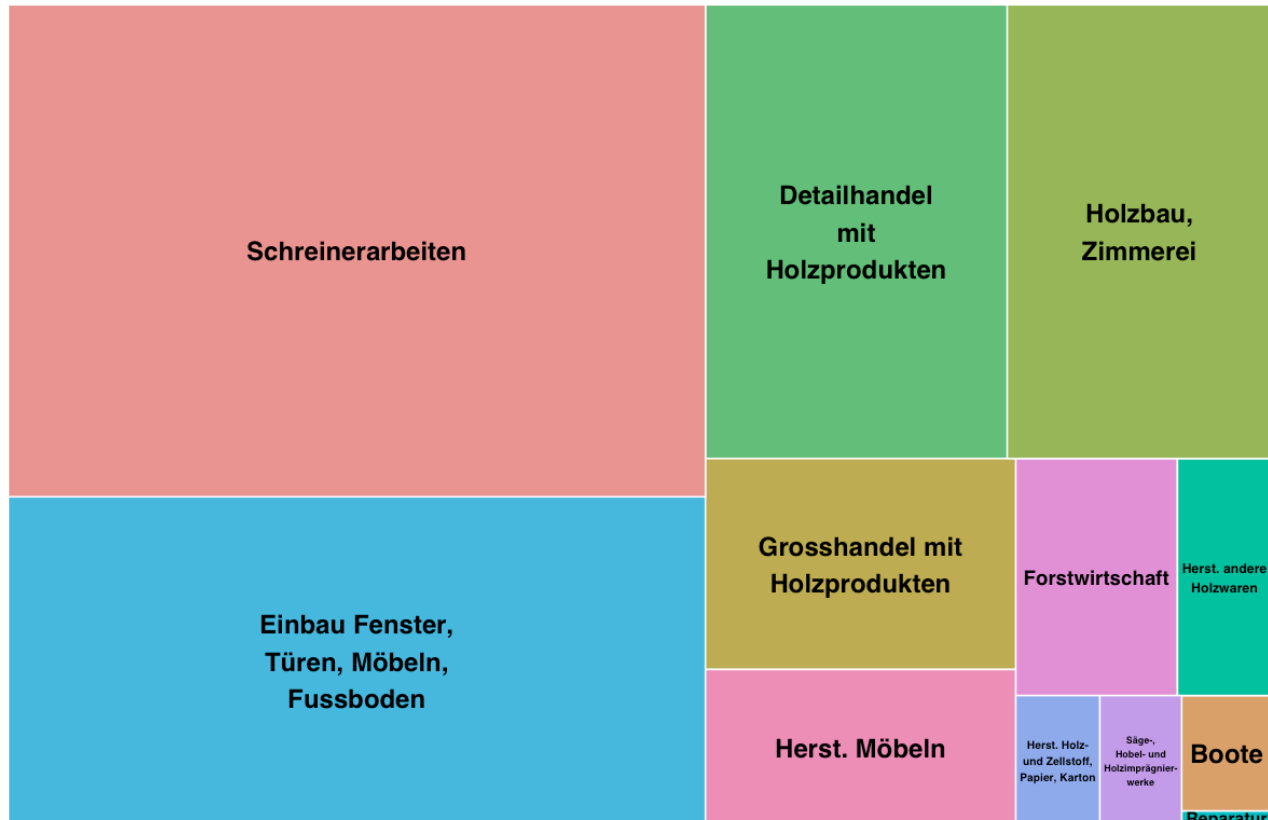 Schreinerarbeiten
Einbau Fenster,
Türen, Möbeln,
Fussboden
Detailhandel
mit
Holzprodukten
Holzbau,
Zimmerei
Grosshandel mit
Holzprodukten
Herst. Möbeln
Forstwirtschaft
Herst. andere
Holzwaren
Herst. Holz-
und Zellstoff,
Papier, Karton
Säge-,
Hobel- und
Holzimprägnier-
werke
Boote
Reparatur